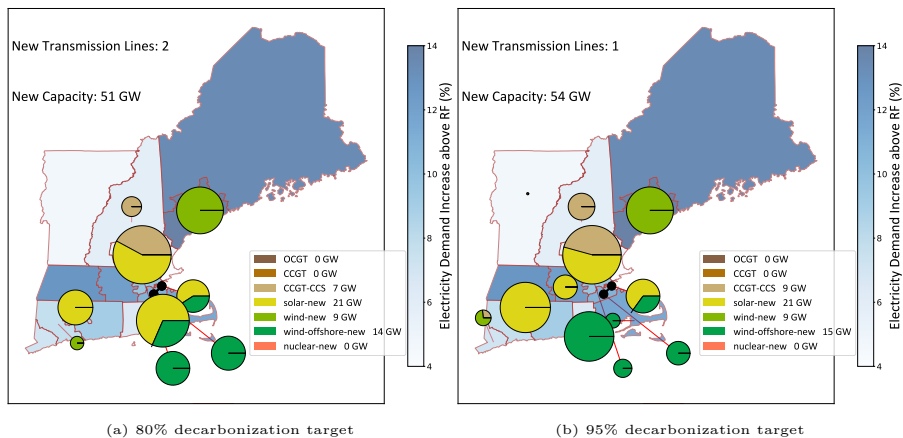 New Transmission Lines: 2
New Capacity: 51 GW
OCGT 0 GW
CCGT 0 GW
CCGT-CCS 7 GW
solar-new 21 GW
wind-new 9 GW
wind-offshore-new 14 GW
nuclear-new 0 GW
14
12
10
8
6
4
Electricity Demand Increase above RF (%)
(a) 80% decarbonization target
New Transmission Lines: 1
New Capacity: 54 GW
OCGT 0 GW
CCGT 0 GW
CCGT-CCS 9 GW
solar-new 21 GW
wind-new 9 GW
wind-offshore-new 15 GW
nuclear-new 0 GW
14
12
10
8
6
4
Electricity Demand Increase above RF (%)
(b) 95% decarbonization target